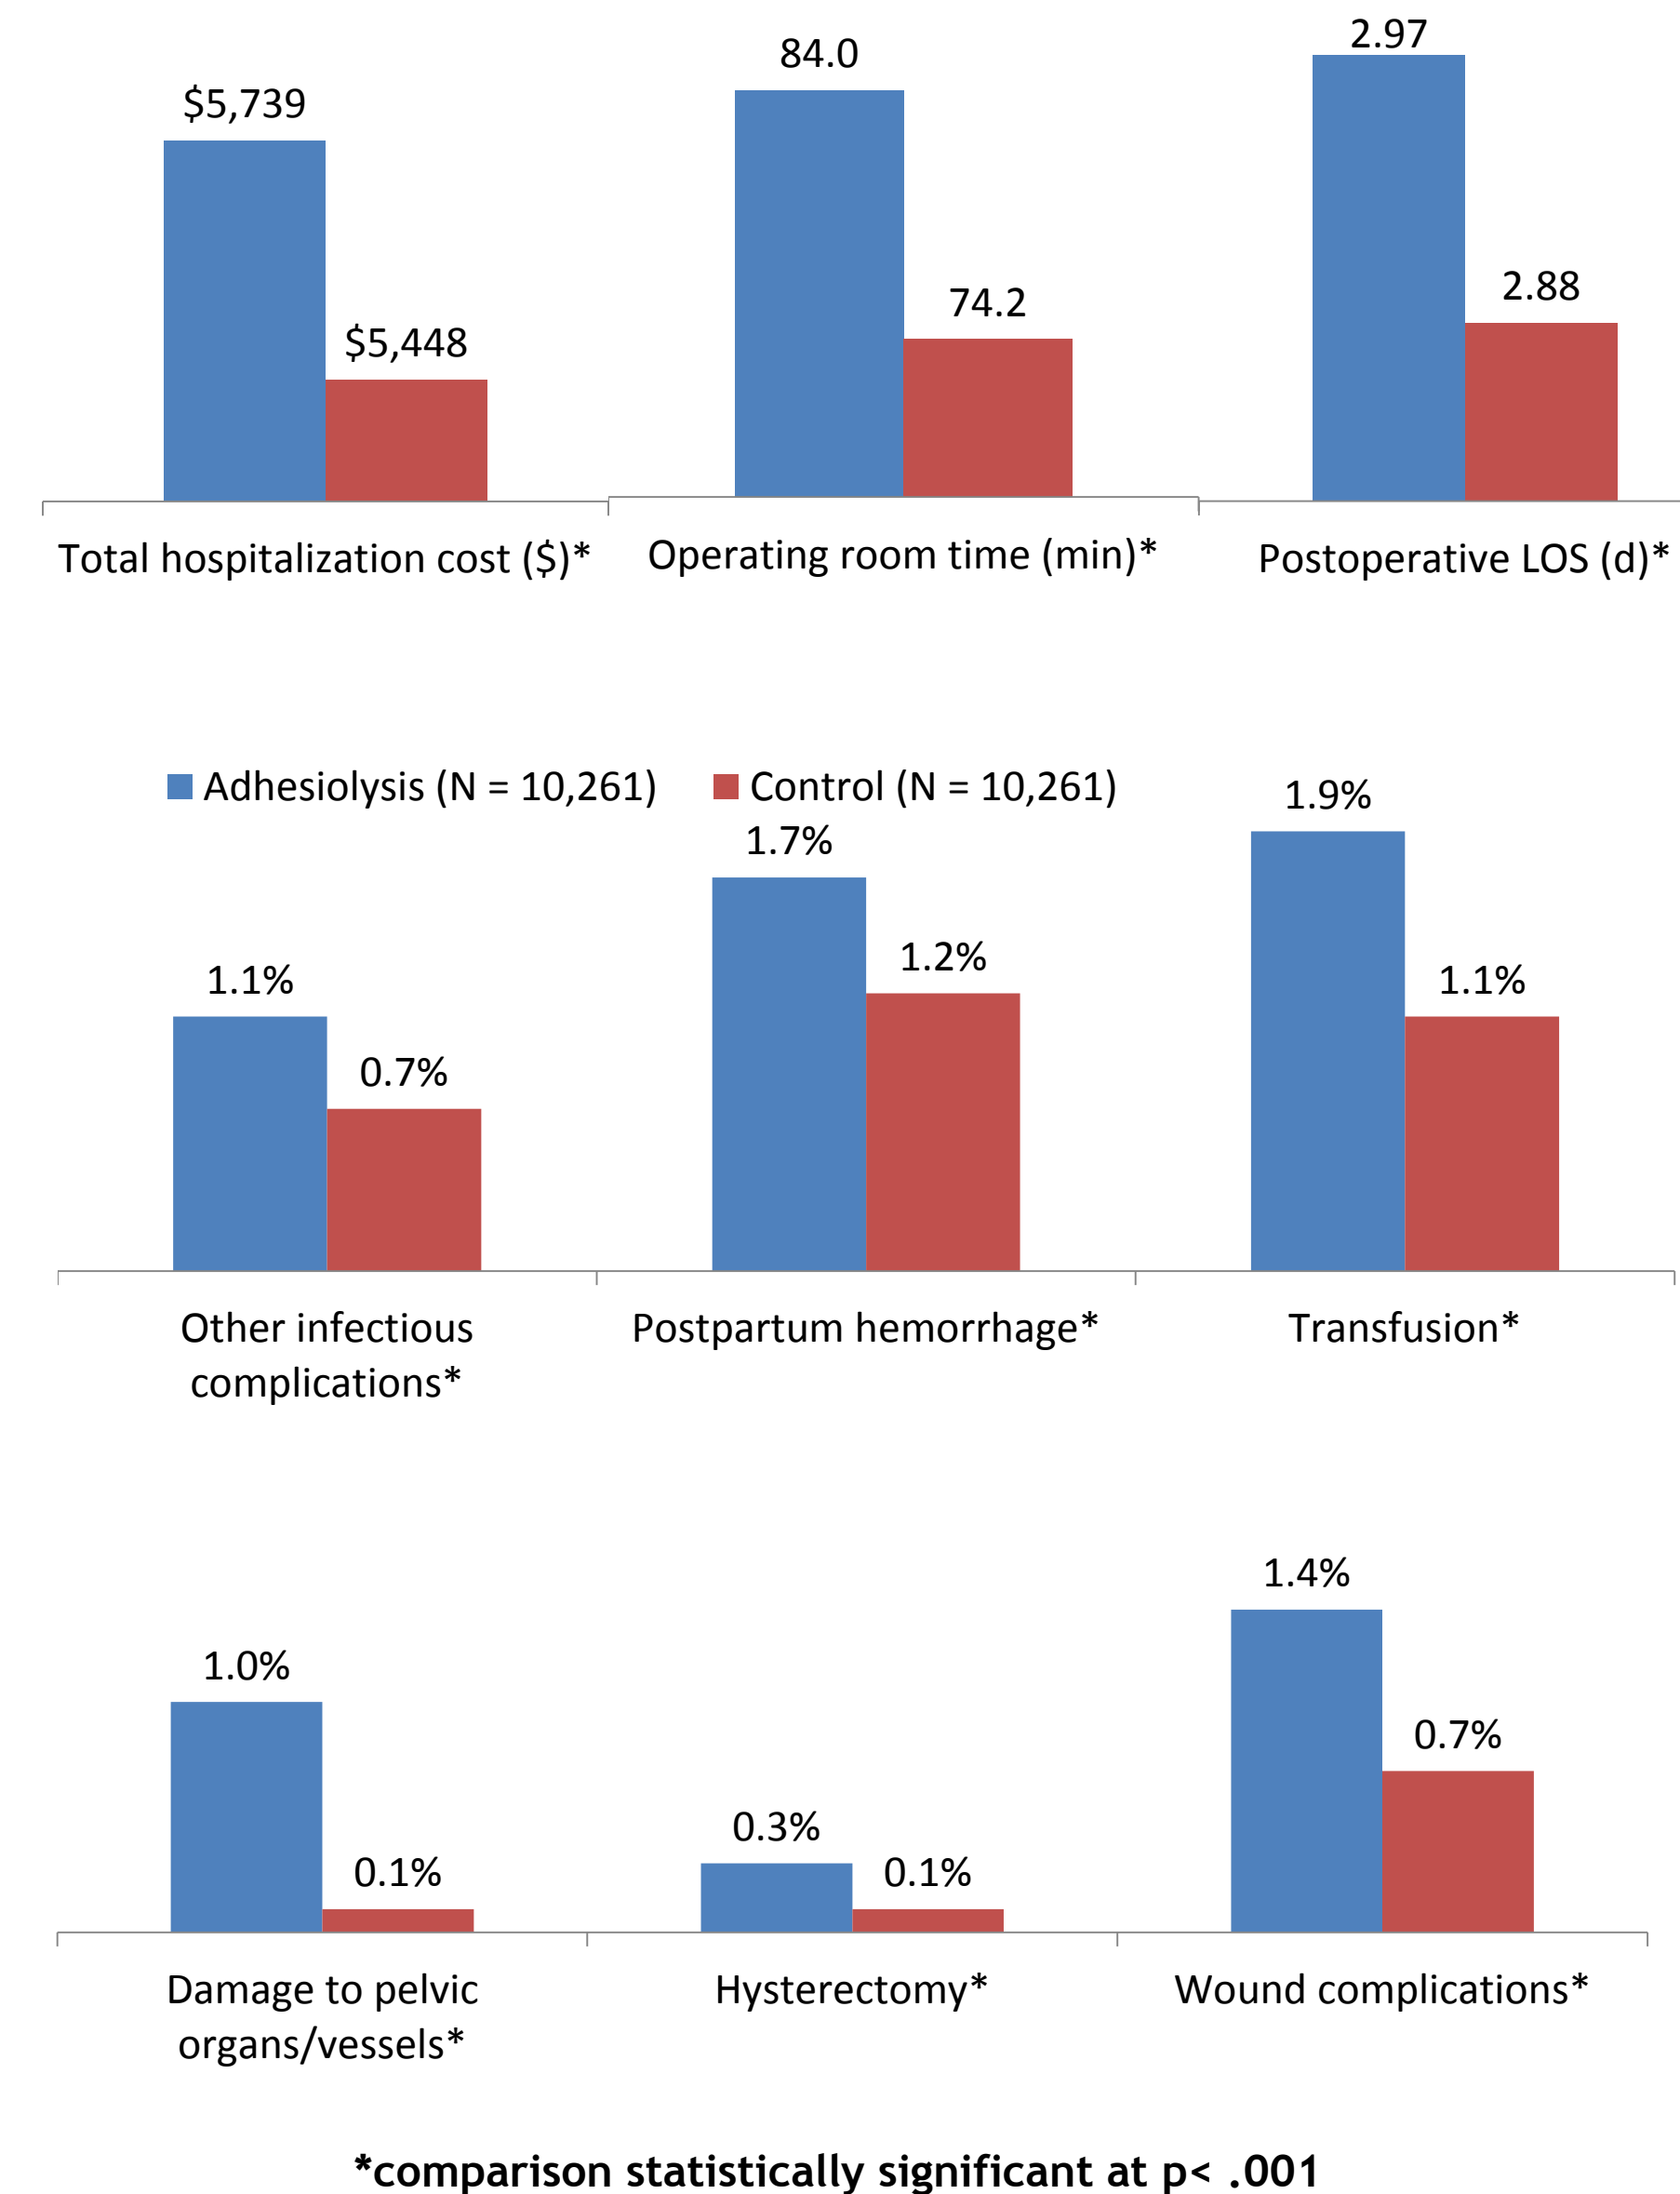 2.97
84.0
$5,739
2.88
74.2
$5,448
Total hospitalization cost ($)*
Operating room time (min)*
Postoperative LOS (d)*
Adhesiolysis (N = 10,261)
Control (N = 10,261)
1.9%
1.7%
1.2%
1.1%
1.1%
0.7%
Other infectious
complications*
Postpartum hemorrhage*
Transfusion*
1.4%
1.0%
0.7%
0.3%
0.1%
0.1%
Damage to pelvic
organs/vessels*
Hysterectomy*
Wound complications*
*comparison statistically significant at p< .001